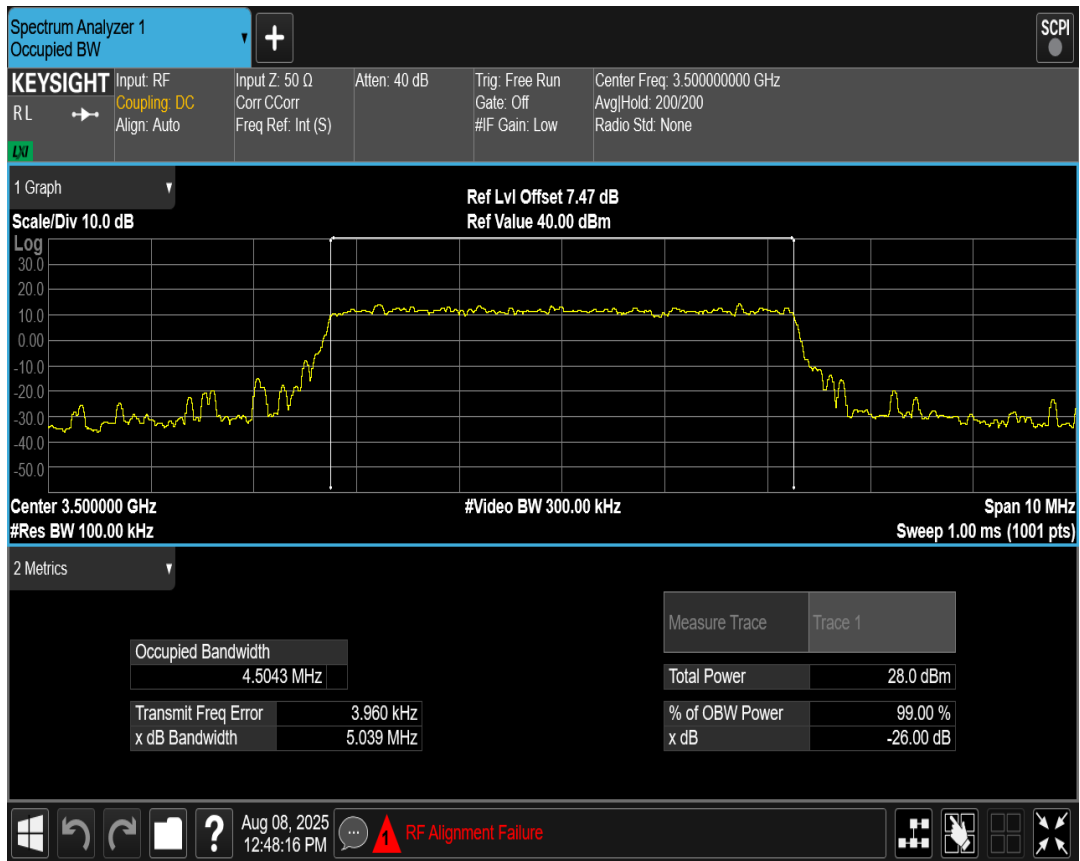 Spectrum Analyzer 1
Occupied BW
+
SCPI
KEYSIGHT
RL
LXI
Input: RF
Coupling: DC
Align: Auto
Input Z: 50 Ω
Corr CCorr
Freq Ref: Int (S)
Atten: 40 dB
Trig: Free Run
Gate: Off
#IF Gain: Low
Center Freq: 3.500000000 GHz
Avg|Hold: 200/200
Radio Std: None
1 Graph
Scale/Div 10.0 dB
Ref Lvl Offset 7.47 dB
Ref Value 40.00 dBm
Log
30.0
20.0
10.0
0.00
-10.0
-20.0
-30.0
-40.0
-50.0
Center 3.500000 GHz
#Video BW 300.00 kHz
Span 10 MHz
#Res BW 100.00 kHz
Sweep 1.00 ms (1001 pts)
2 Metrics
Measure Trace Trace 1
Occupied Bandwidth
4.5043 MHz
Total Power 28.0 dBm
Transmit Freq Error 3.960 kHz
% of OBW Power 99.00 %
x dB Bandwidth 5.039 MHz
x dB -26.00 dB
?
Aug 08, 2025
12:48:16 PM
1
RF Alignment Failure